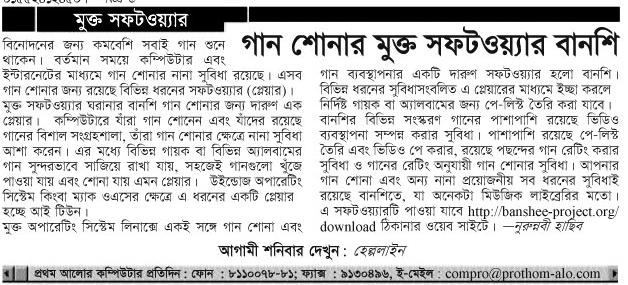 মুক্ত সফটওয়্যার
গান শোনার মুক্ত সফটওয়্যার বানশি
বিনোদনের জন্য কমবেশি সবাই গান শুনে
থাকেন। বর্তমান সময়ে কম্পিউটার এবং
ইন্টারনেটের মাধ্যমে গান শোনার নানা সুবিধা রয়েছে। এসব
গান শোনার জন্য রয়েছে বিভিন্ন ধরনের সফটওয়্যার (প্লেয়ার)।
মুক্ত সফটওয়্যার ঘরানার বানশি গান শোনার জন্য দারুণ এক
প্লেয়ার। কম্পিউটারে যাঁরা গান শোনেন এবং যাঁদের রয়েছে
গানের বিশাল সংগ্রহশালা, তাঁরা গান শোনার ক্ষেত্রে নানা সুবিধা
আশা করেন। এর মধ্যে বিভিন্ন গায়ক বা বিভিন্ন অ্যালবামের
গান সুন্দরভাবে সাজিয়ে রাখা যায়, সহজেই গানগুলো খুঁজে
পাওয়া যায় এবং শোনা যায় এমন প্লেয়ার। উইন্ডোজ অপারেটিং
সিস্টেম কিংবা ম্যাক ওএসের ক্ষেত্রে এ ধরনের একটি প্লেয়ার
হচ্ছে আই টিউন।
মুক্ত অপারেটিং সিস্টেম লিনাক্সে একই সঙ্গে গান শোনা এবং
গান ব্যবস্থাপনার একটি দারুণ সফটওয়্যার হলো বানশি।
বিভিন্ন ধরনের সুবিধাসংবলিত এ প্লেয়ারের মাধ্যমে ইচ্ছা করলে
নির্দিষ্ট গায়ক বা অ্যালবামের জন্য পে-লিস্ট তৈরি করা যাবে।
বানশির বিভিন্ন সংস্করণ গানের পাশাপাশি রয়েছে ভিডিও
ব্যবস্থাপনা সম্পন্ন করার সুবিধা। পাশাপাশি রয়েছে পে-লিস্ট
তৈরি এবং ভিডিও পে করার, রয়েছে পছন্দের গান রেটিং করার
সুবিধা ও গানের রেটিং অনুযায়ী গান শোনার সুবিধা। আপনার
গান শোনা এবং অন্য নানা প্রয়োজনীয় সব ধরনের সুবিধাই
রয়েছে বানশিতে, যা অনেকটা মিউজিক লাইব্রেরির মতো।
এ সফটওয়্যারটি পাওয়া যাবে http://banshee-project.org/
download ঠিকানার ওয়েব সাইটে। —নুরুন্নবী হাছিব
আগামী শনিবার দেখুন : হেল্পলাইন
প্রথম আলোর কম্পিউটার প্রতিদিন : ফোন : ৮১১০০৭৮-৮১; ফ্যাক্স : ৯১৩০৪৯৬, ই-মেইল : compro@prothom-alo.com